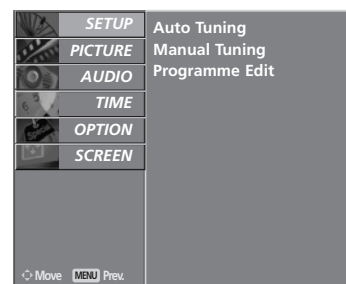 SETUP
PICTURE
AUDIO
TIME
OPTION
SCREEN
Auto Tuning
Manual Tuning
Programme Edit
Move MENU Prev.